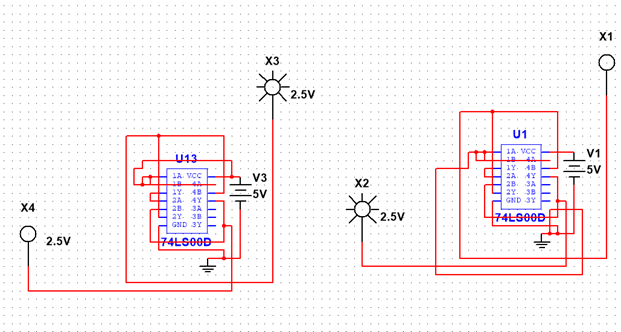 X1
X3
2.5V
U1
1A VCC
1B 4A
1Y 4B
2A 4Y
2B 3A
2Y 3B
GND 3Y
74LS00D
V1
5V
U13
1A VCC
1B 4A
1Y 4B
2A 4Y
2B 3A
2Y 3B
GND 3Y
74LS00D
V3
5V
X2
2.5V
X4
2.5V